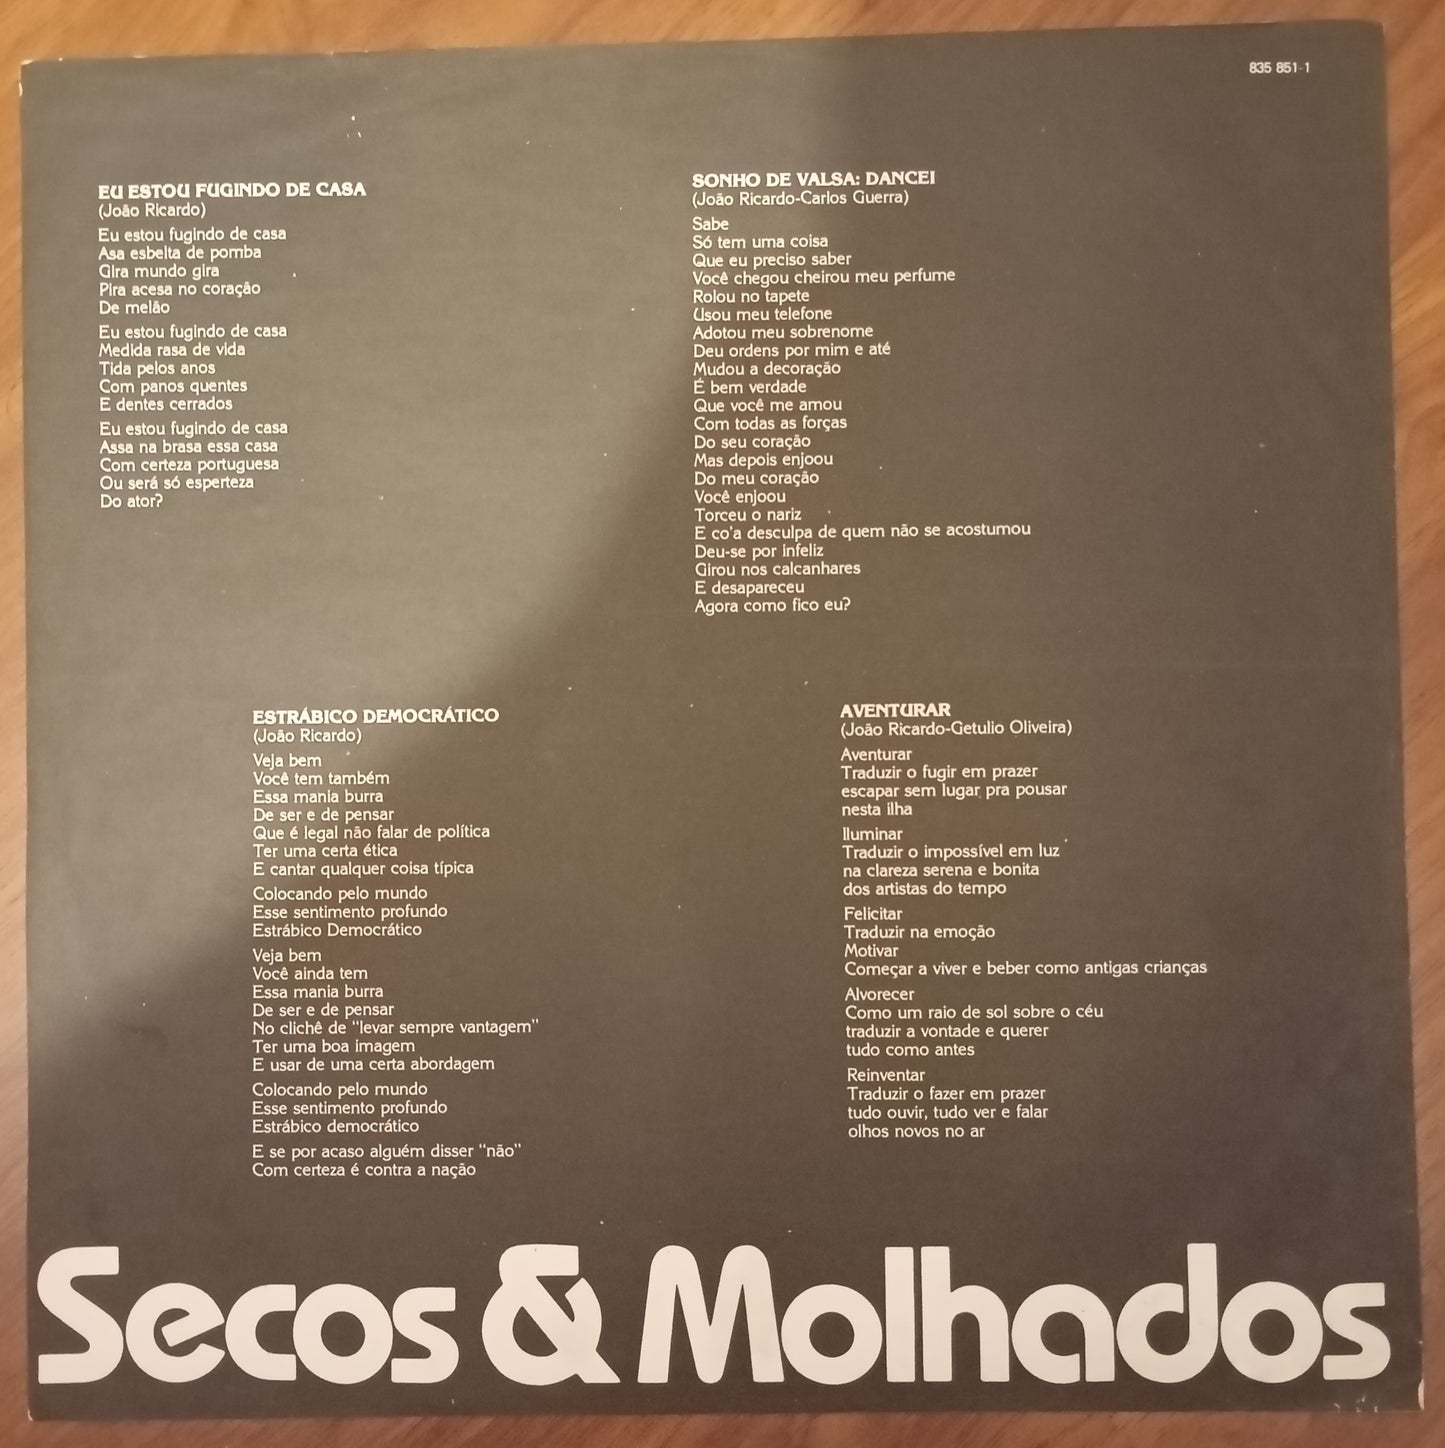 835 851-1
EU ESTOU FUGINDO DE CASA
(João Ricardo)
Eu estou fugindo de casa
Asa esbelta de pomba
Gira mundo gira
Pira acesa no coração
De melão
Eu estou fugindo de casa
Medida rasa de vida
Tida pelos anos
Com panos quentes
E dentes cerrados
Eu estou fugindo de casa
Assa na brasa essa casa
Com certeza portuguesa
Ou será só esperteza
Do ator?
SONHO DE VALSA: DANCEI
(João Ricardo-Carlos Guerra)
Sabe
Só tem uma coisa
Que eu preciso saber
Você chegou cheirou meu perfume
Rolou no tapete
Usou meu telefone
Adotou meu sobrenome
Deu ordens por mim e até
Mudou a decoração
É bem verdade
Que você me amou
Com todas as forças
Do seu coração
Mas depois enjoou
Do meu coração
Você enjoou
Torceu o nariz
E co'a desculpa de quem não se acostumou
Deu-se por infeliz
Girou nos calcanhares
E desapareceu
Agora como fico eu?
ESTRÁBICO DEMOCRÁTICO
(João Ricardo)
Veja bem
Você tem também
Essa mania burra
De ser e de pensar
Que é legal não falar de política
Ter uma certa ética
E cantar qualquer coisa típica
Colocando pelo mundo
Esse sentimento profundo
Estrábico Democrático
Veja bem
Você ainda tem
Essa mania burra
De ser e de pensar
No clichê de "levar sempre vantagem"
Ter uma boa imagem
E usar de uma certa abordagem
Colocando pelo mundo
Esse sentimento profundo
Estrábico democrático
E se por acaso alguém disser "não"
Com certeza é contra a nação
AVENTURAR
(João Ricardo-Getulio Oliveira)
Aventurar
Traduzir o fugir em prazer
escapar sem lugar pra pousar
nesta ilha
Iluminar
Traduzir o impossível em luz
na clareza serena e bonita
dos artistas do tempo
Felicitar
Traduzir na emoção
Motivar
Começar a viver e beber como antigas crianças
Alvorecer
Como um raio de sol sobre o céu
traduzir a vontade e querer
tudo como antes
Reinventar
Traduzir o fazer em prazer
tudo ouvir, tudo ver e falar
olhos novos no ar
Secos & Molhados